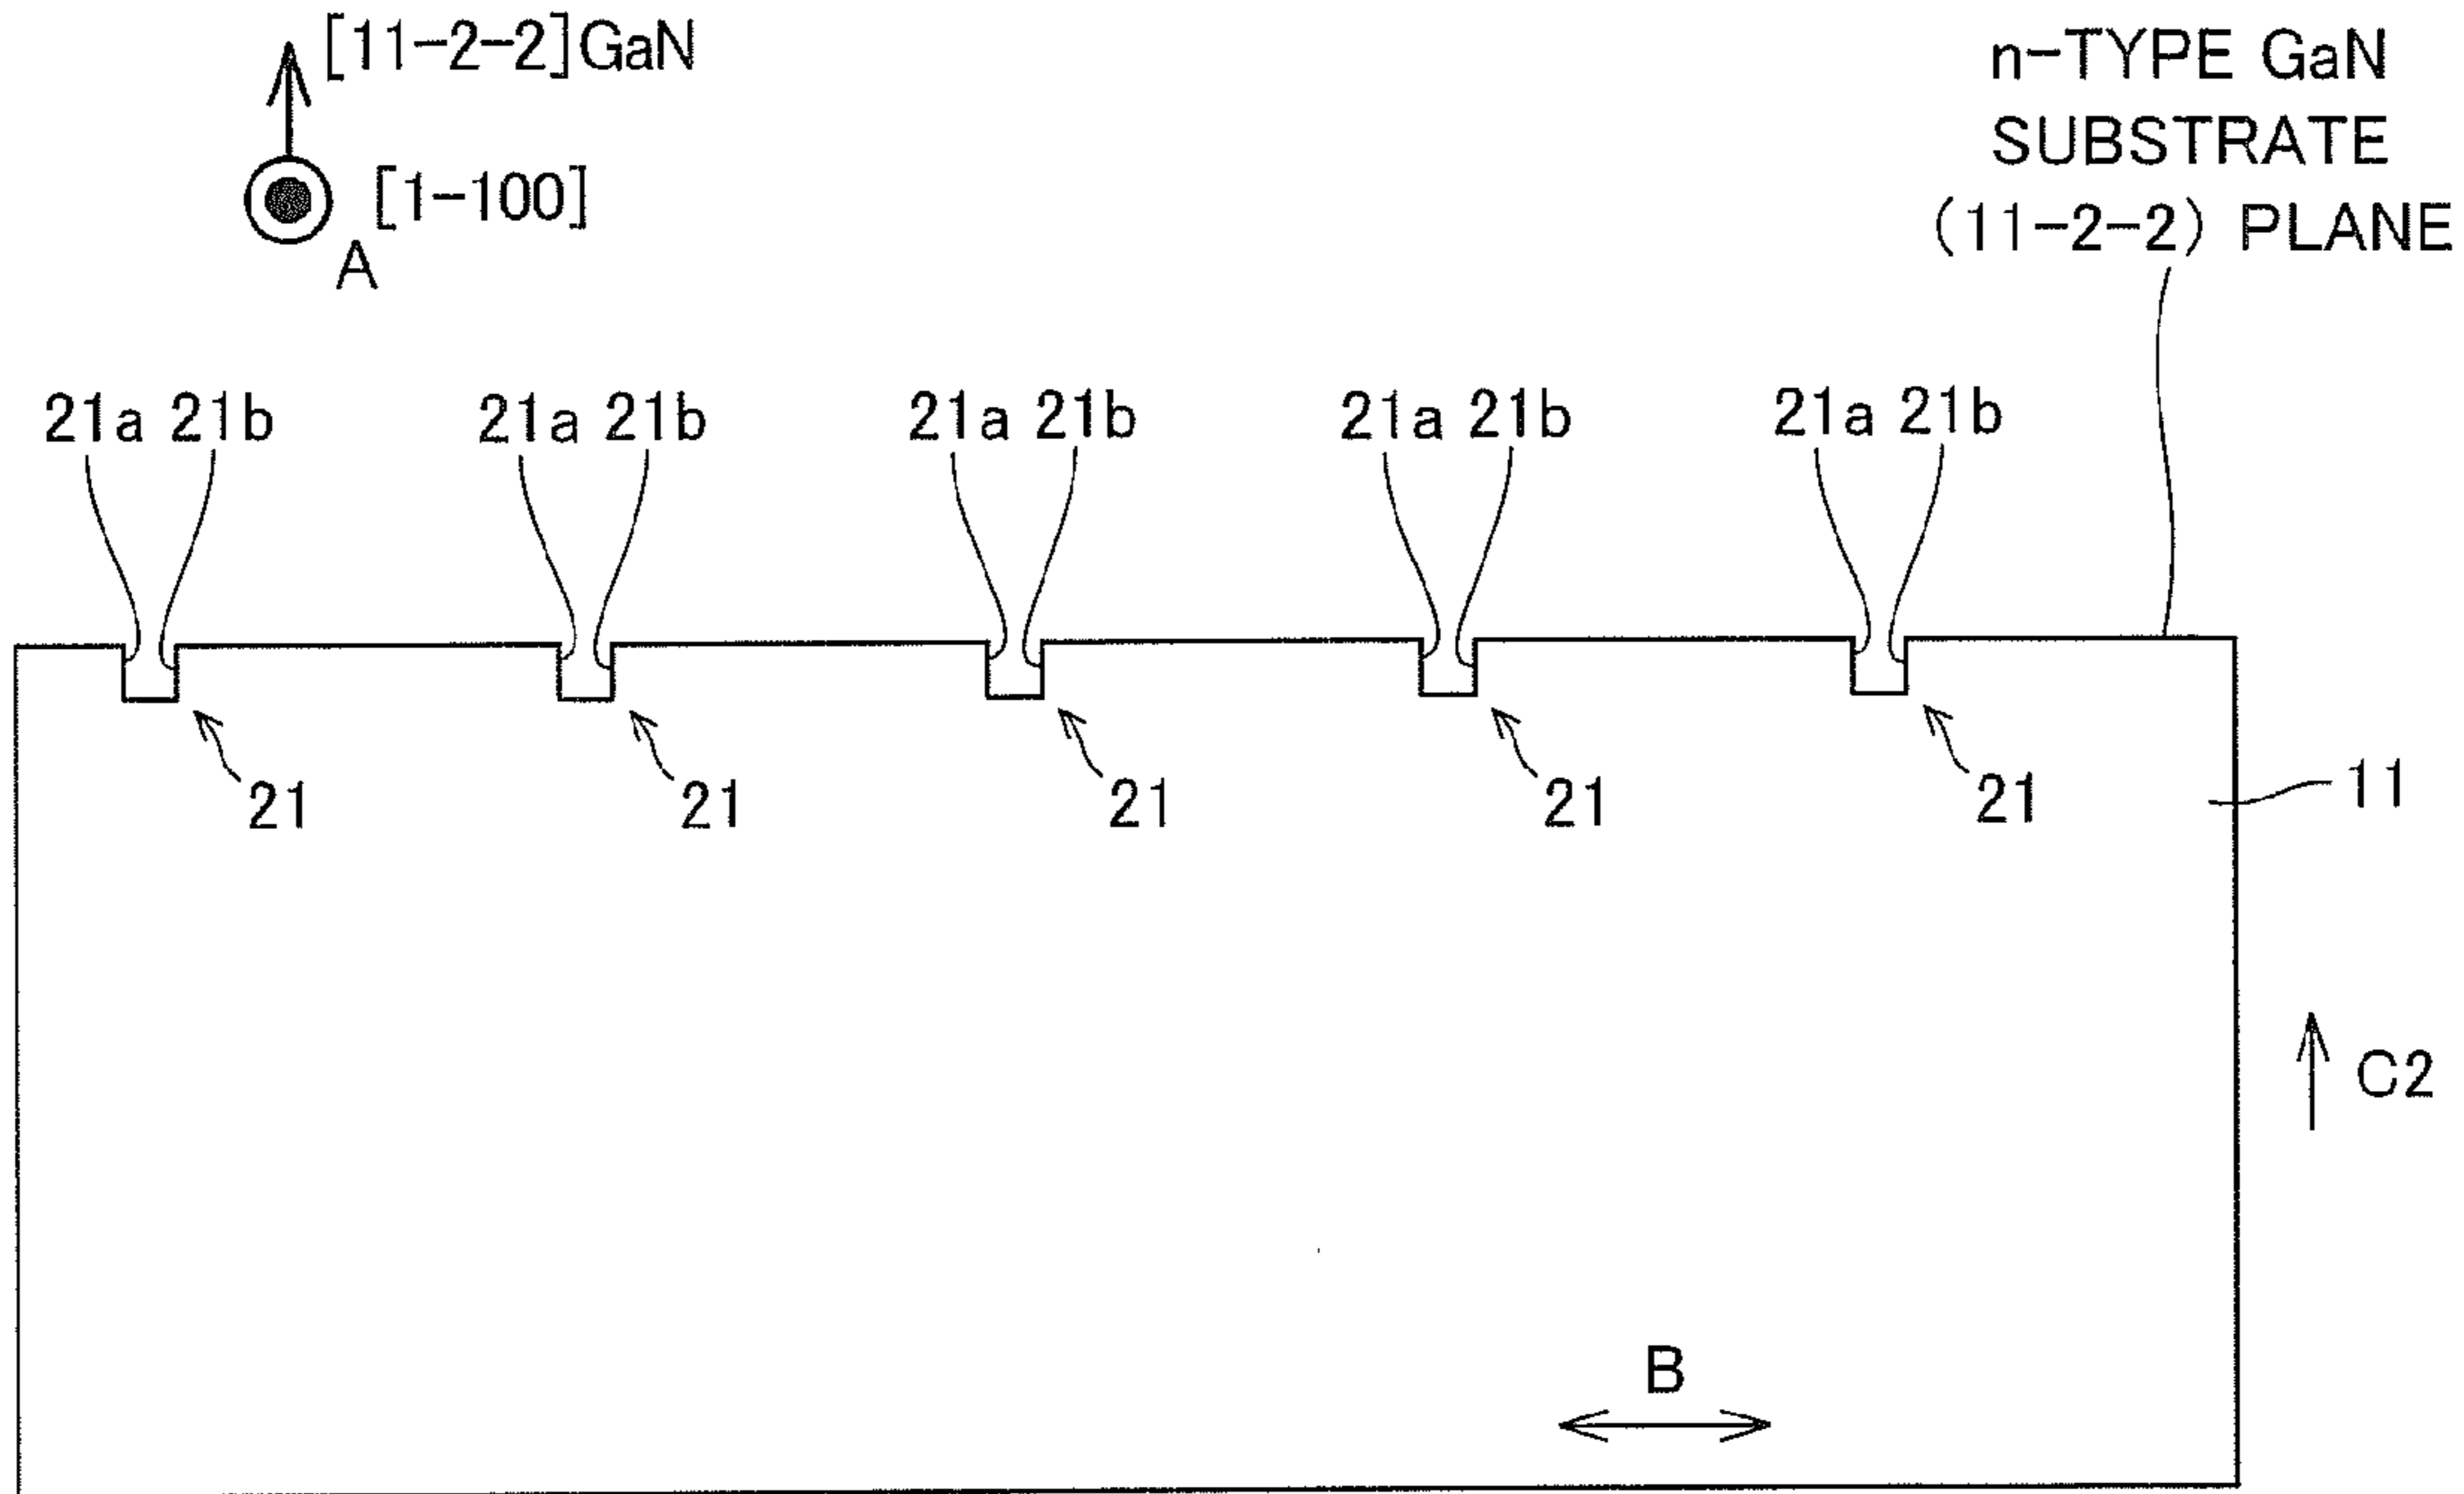 [11-2-2]GaN
[1-100]
A
n-TYPE GaN
SUBSTRATE
(11-2-2) PLANE
21a 21b 21a 21b 21a 21b 21a 21b 21a 21b
21 21 21 21 21
11
C2
B